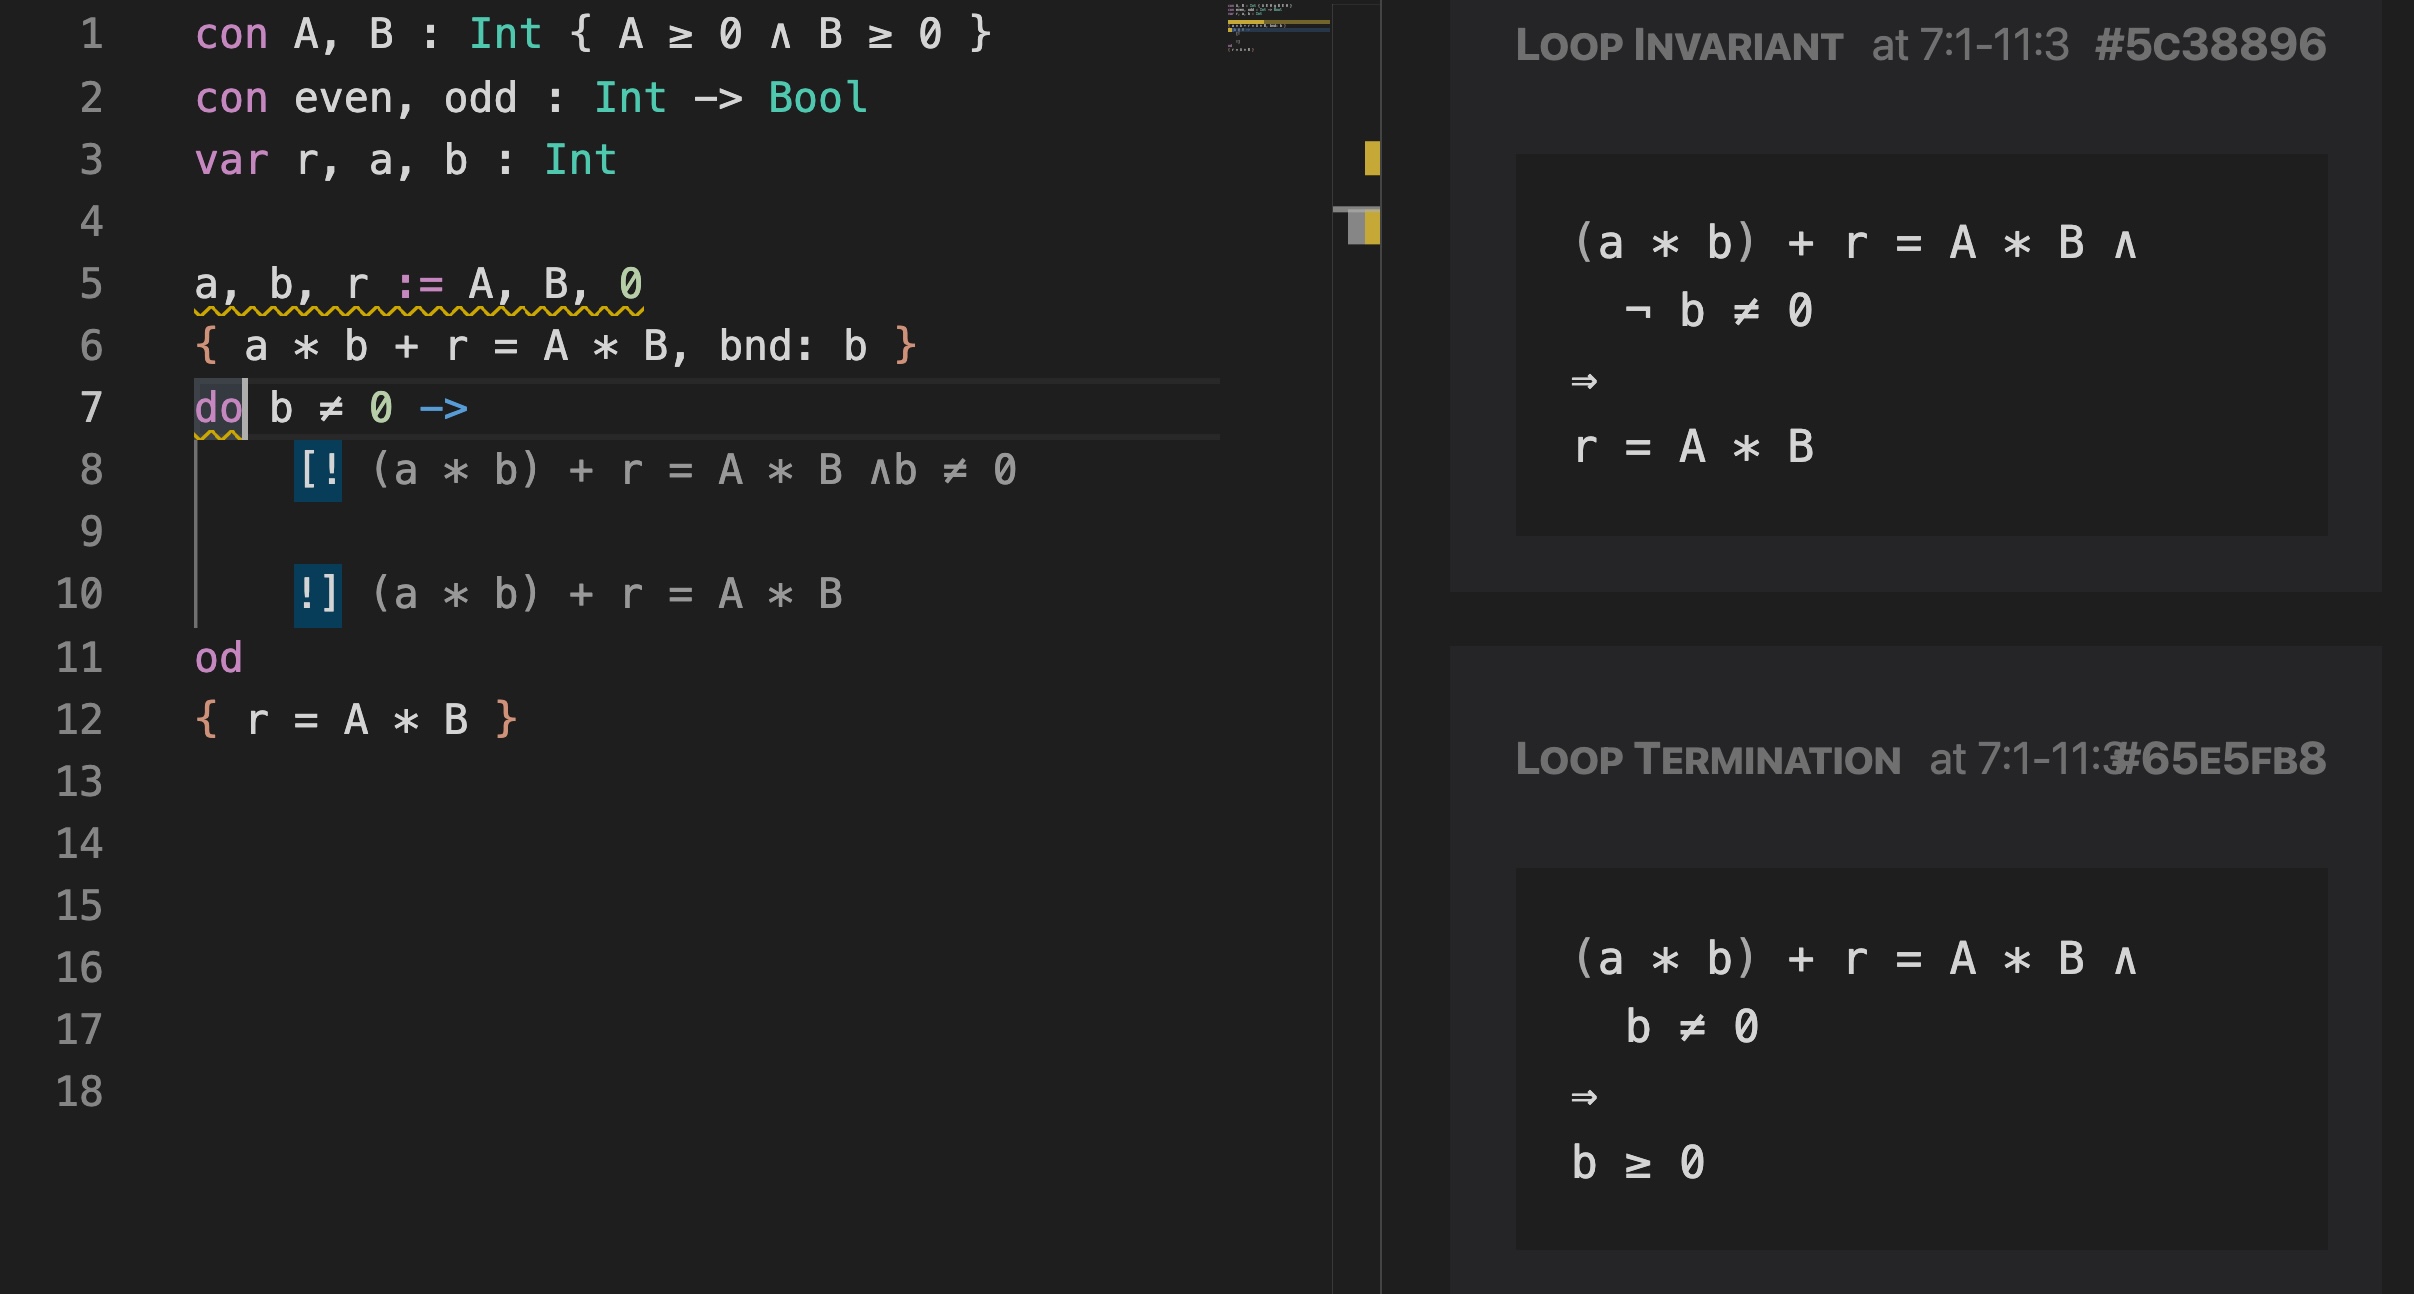 1 con A, B : Int { A ≥ 0 ∧ B ≥ 0 }
2 con even, odd : Int -> Bool
3 var r, a, b : Int
4
5 a, b, r := A, B, 0
6 { a * b + r = A * B, bnd: b }
7 do b ≠ 0 ->
8 [! (a * b) + r = A * B ∧b ≠ 0
9
10 !] (a * b) + r = A * B
11 od
12 { r = A * B }
13
14
15
16
17
18
LOOP INVARIANT at 7:1-11:3 #5C38896
(a * b) + r = A * B ∧
¬ b ≠ 0
⇒
r = A * B
LOOP TERMINATION at 7:1-11:3 #65E5FB8
(a * b) + r = A * B ∧
b ≠ 0
⇒
b ≥ 0